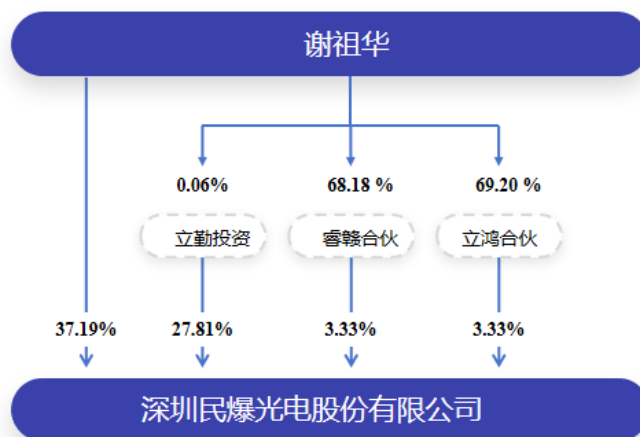 谢祖华
0.06% 68.18 % 69.20 %
立勤投资 睿赣合伙 立鸿合伙
37.19% 27.81% 3.33% 3.33%
深圳民爆光电股份有限公司